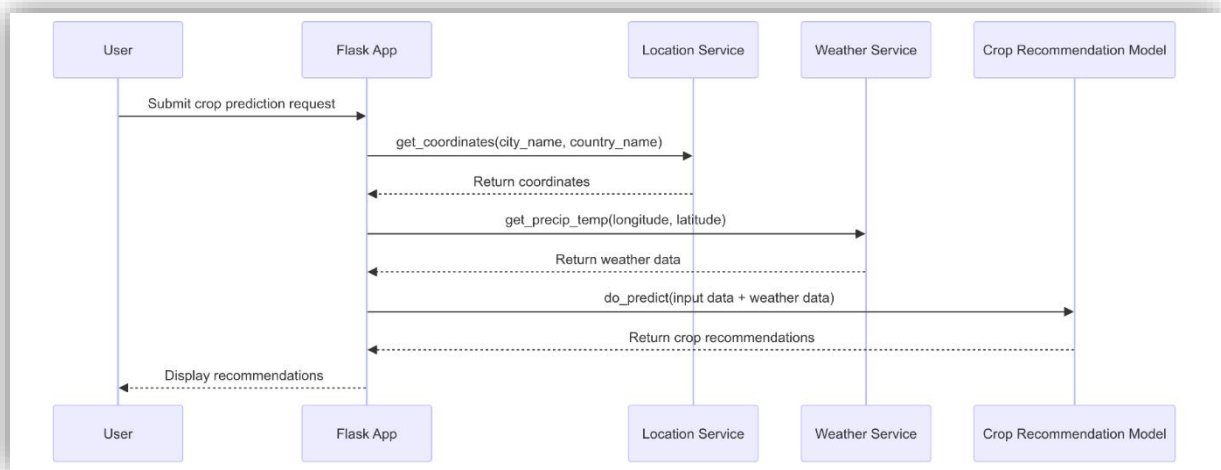 User
Flask App
Location Service
Weather Service
Crop Recommendation Model
Submit crop prediction request
get_coordinates(city_name, country_name)
Return coordinates
get_precip_temp(longitude, latitude)
Return weather data
do_predict(input data + weather data)
Return crop recommendations
Display recommendations
User
Flask App
Location Service
Weather Service
Crop Recommendation Model